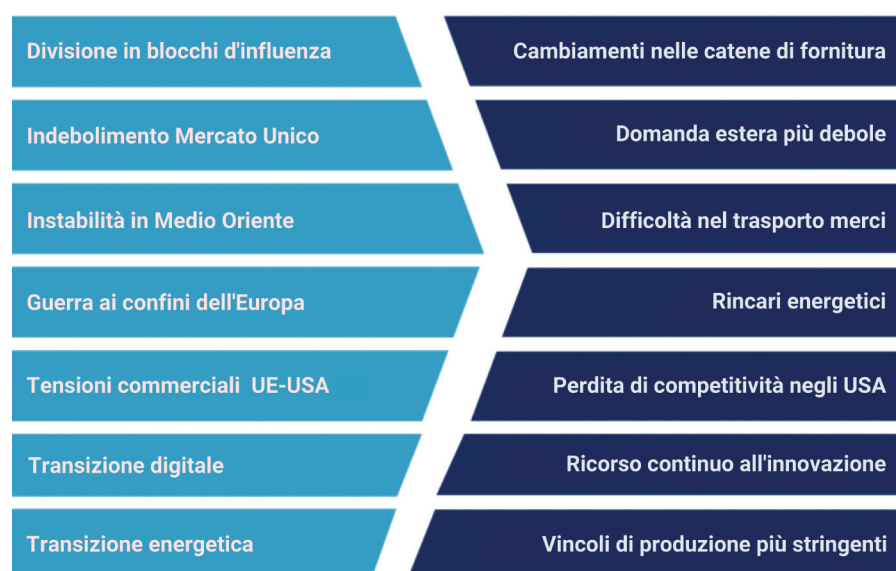 Divisione in blocchi d'influenza
Cambiamenti nelle catene di fornitura
Indebolimento Mercato Unico
Domanda estera più debole
Instabilità in Medio Oriente
Difficoltà nel trasporto merci
Guerra ai confini dell'Europa
Rincari energetici
Tensioni commerciali UE-USA
Perdita di competitività negli USA
Transizione digitale
Ricorso continuo all'innovazione
Transizione energetica
Vincoli di produzione più stringenti